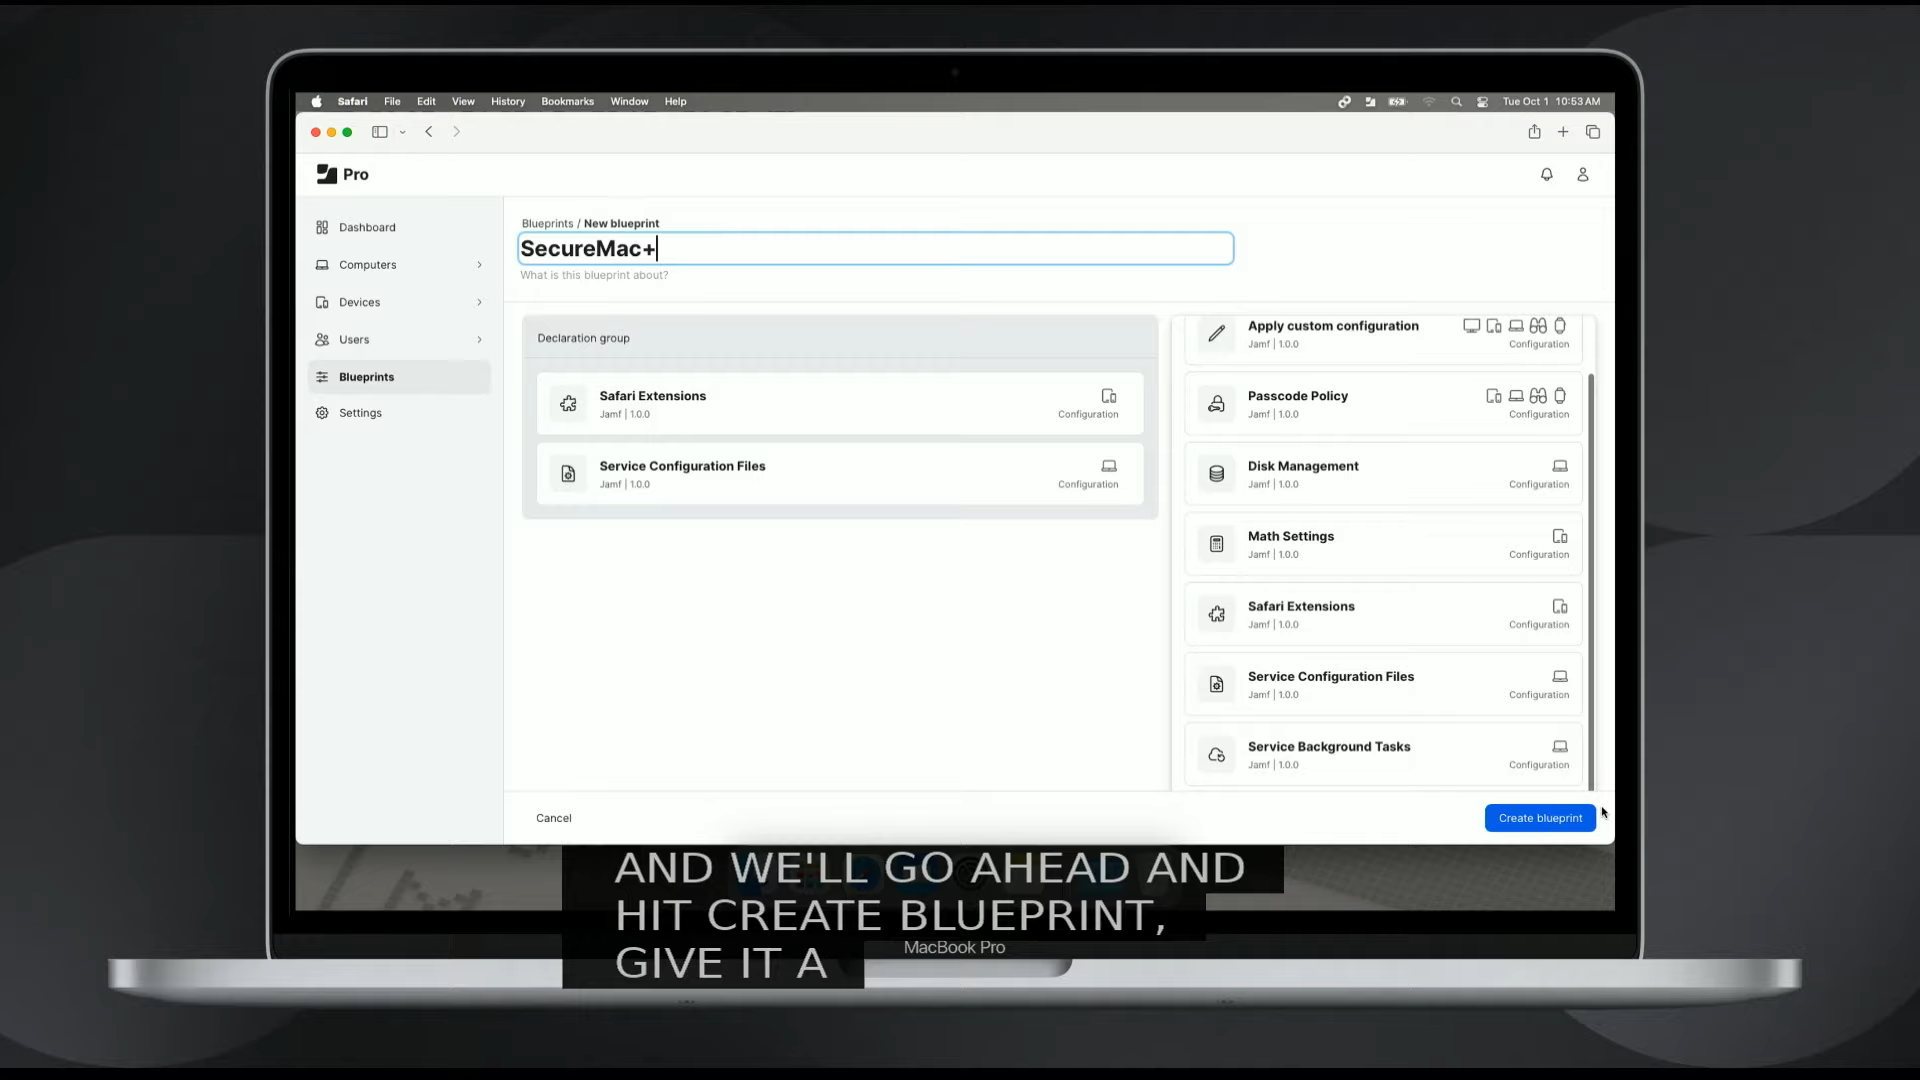 Safari File Edit View History Bookmarks Window Help Tue Oct 1 10:53 AM
Pro
Dashboard
Computers
Devices
Users
Blueprints
Settings
Blueprints / New blueprint
SecureMac+
What is this blueprint about?
Declaration group
Safari Extensions
Jamf | 1.0.0 Configuration
Service Configuration Files
Jamf | 1.0.0 Configuration
Apply custom configuration
Jamf | 1.0.0 Configuration
Passcode Policy
Jamf | 1.0.0 Configuration
Disk Management
Jamf | 1.0.0 Configuration
Math Settings
Jamf | 1.0.0 Configuration
Safari Extensions
Jamf | 1.0.0 Configuration
Service Configuration Files
Jamf | 1.0.0 Configuration
Service Background Tasks
Jamf | 1.0.0 Configuration
Cancel Create blueprint
AND WE'LL GO AHEAD AND
HIT CREATE BLUEPRINT,
GIVE IT A
MacBook Pro